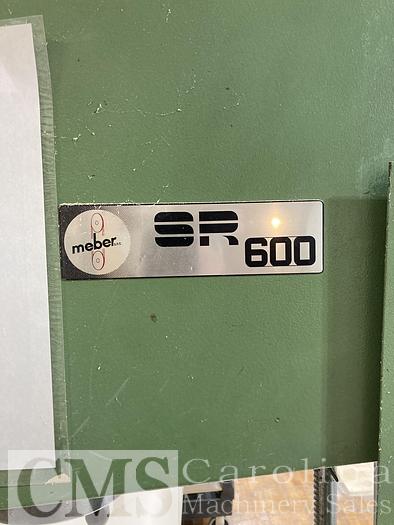 meber s.n.c.
SR
600
CMS Carolina
Machinery Sales